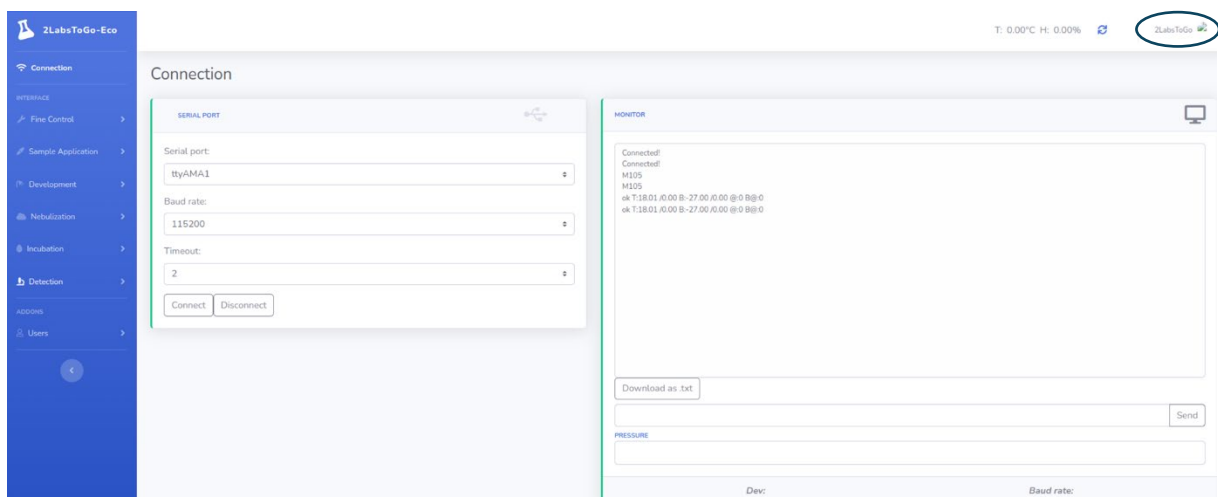 2LabsToGo-Eco
T: 0.00°C H: 0.00%
2LabsToGo
Connection
INTERFACE
Fine Control
Sample Application
Development
Nebulization
Incubation
Detection
ADDONS
Users
Connection
SERIAL PORT
Serial port:
ttyAMA1
Baud rate:
115200
Timeout:
2
Connect Disconnect
MONITOR
Connected!
Connected!
M105
M105
ok T:18.01 /0.00 B:-27.00 /0.00 @:0 B@:0
ok T:18.01 /0.00 B:-27.00 /0.00 @:0 B@:0
Download as .txt
Send
PRESSURE
Dev: Baud rate: